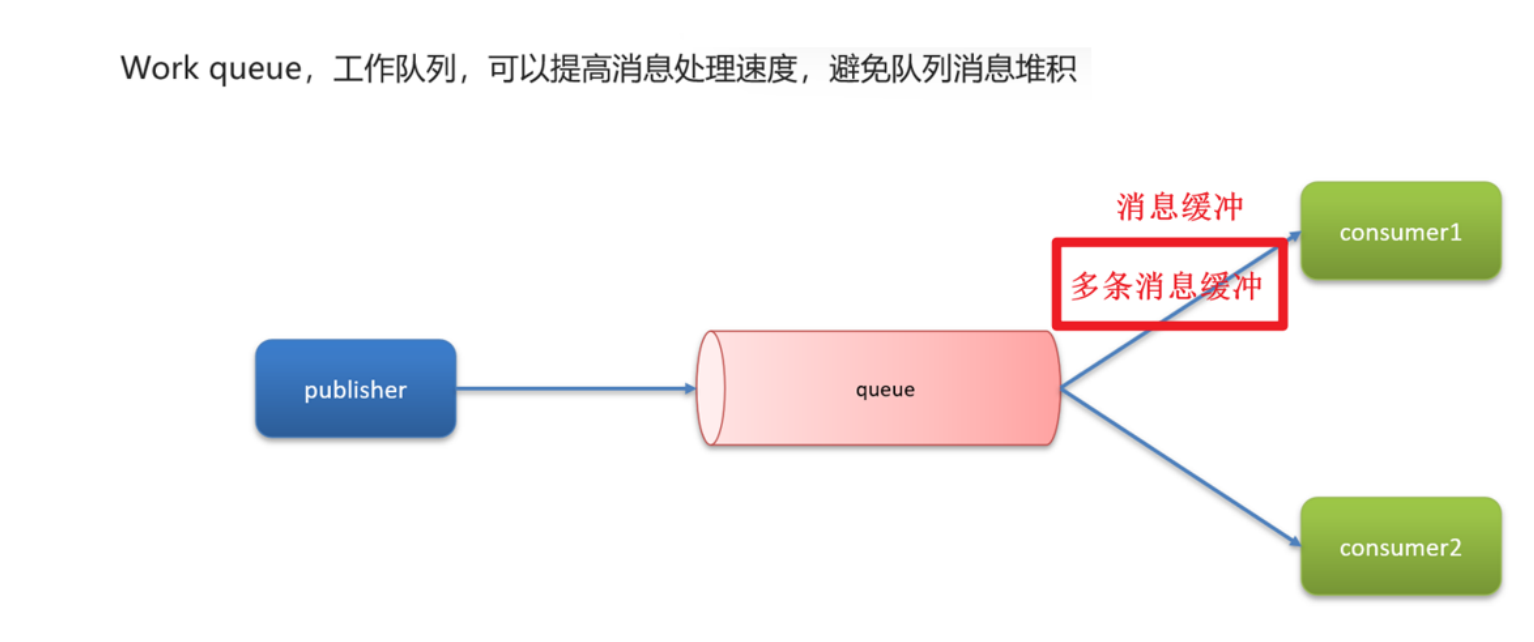 Work queue，工作队列，可以提高消息处理速度，避免队列消息堆积
消息缓冲
consumer1
多条消息缓冲
publisher
queue
consumer2